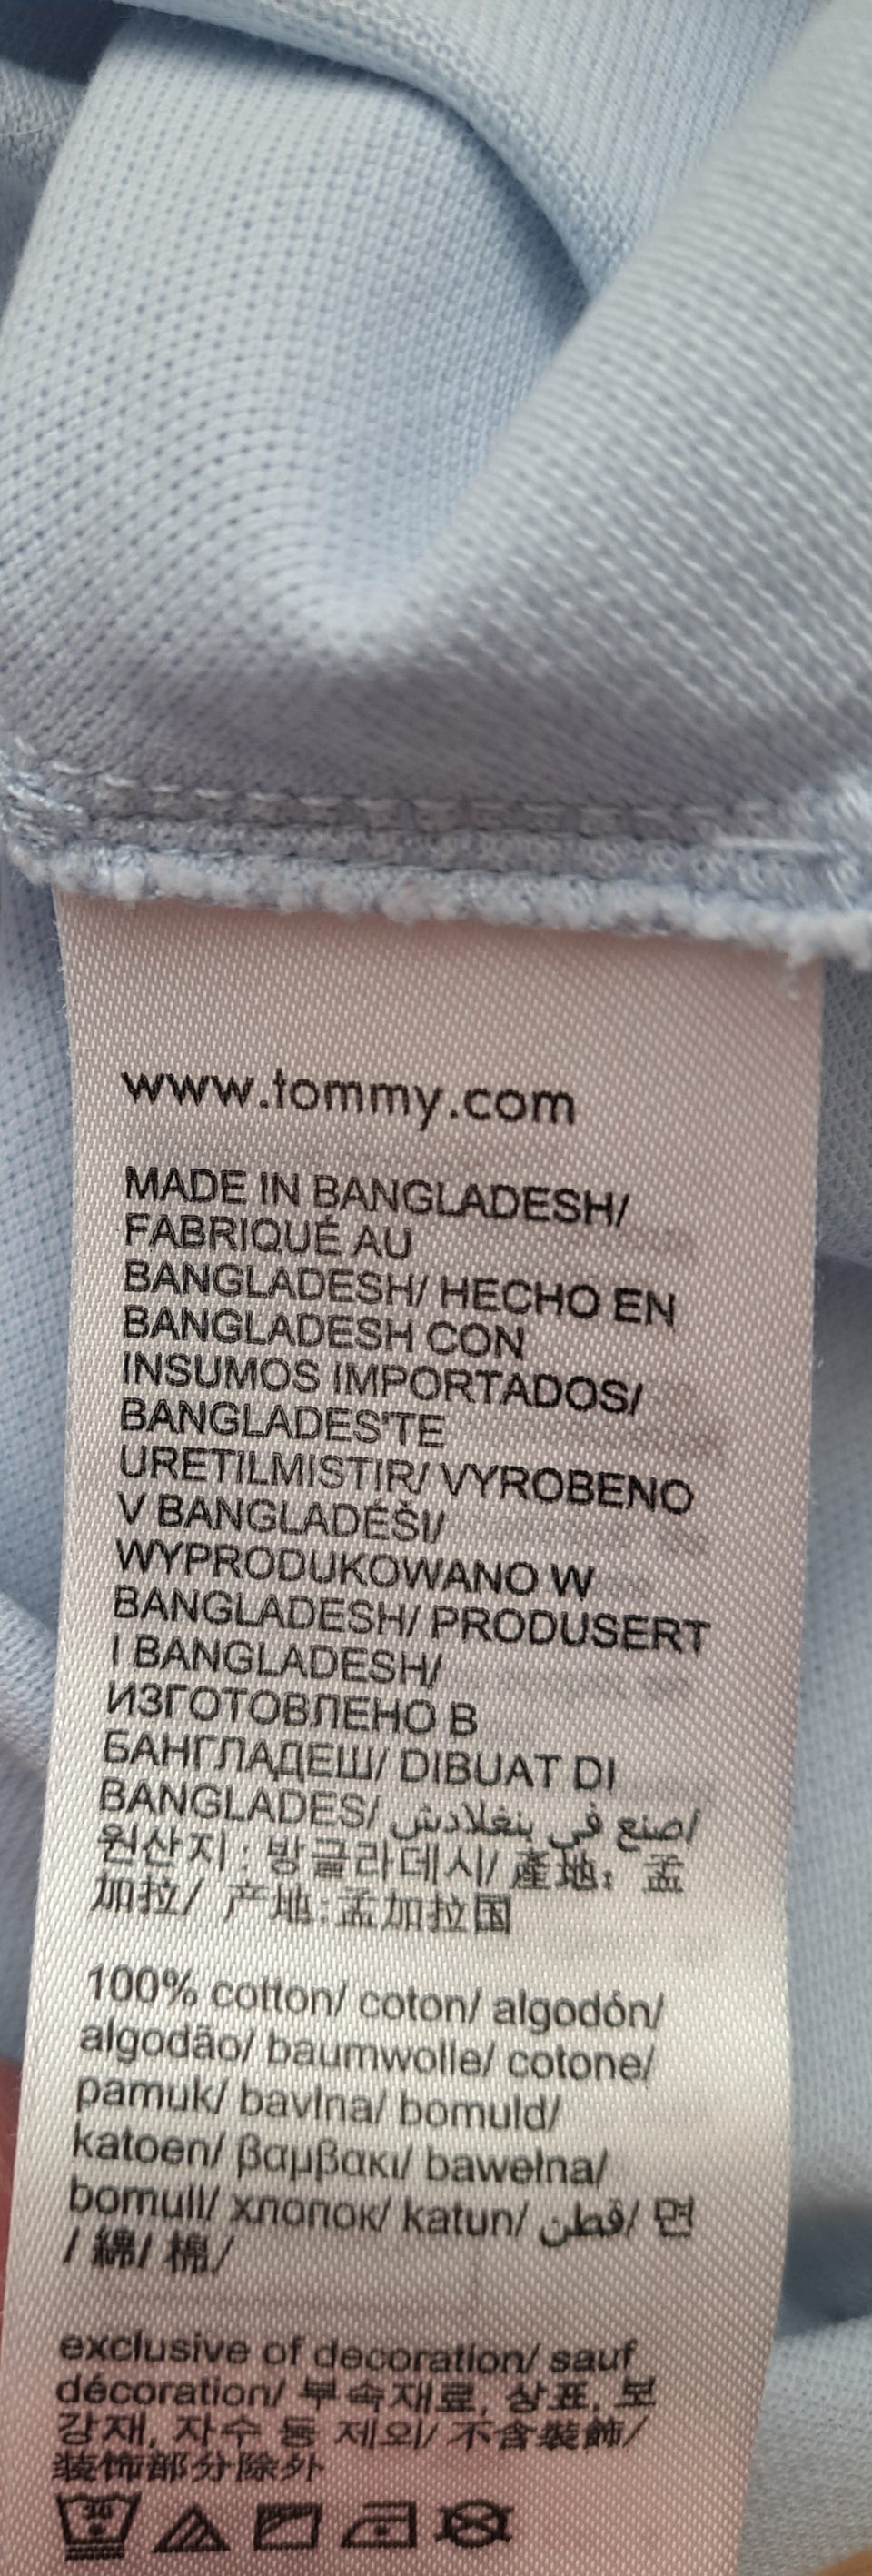 www.tommy.com
MADE IN BANGLADESH/
FABRIQUÉ AU
BANGLADESH/ HECHO EN
BANGLADESH CON
INSUMOS IMPORTADOS/
BANGLADES'TE
URETILMISTIR/ VYROBENO
V BANGLADÉŠI/
WYPRODUKOWANO W
BANGLADESH/ PRODUSERT
I BANGLADESH/
ИЗГОТОВЛЕНО В
БАНГЛАДЕШ/ DIBUAT DI
BANGLADES/ صنع في بنغلادش/
원산지: 방글라데시/ 產地: 孟
加拉/ 产地:孟加拉国
100% cotton/ coton/ algodón/
algodão/ baumwolle/ cotone/
pamuk/ bavlna/ bomuld/
katoen/ βαμβακι/ bawełna/
bomull/ хлопок/ katun/ قطن/ 면
/ 綿/ 棉/
exclusive of decoration/ sauf
décoration/ 부속재료, 상표, 보
강재, 자수 등 제외/ 不含裝飾/
装饰部分除外
30